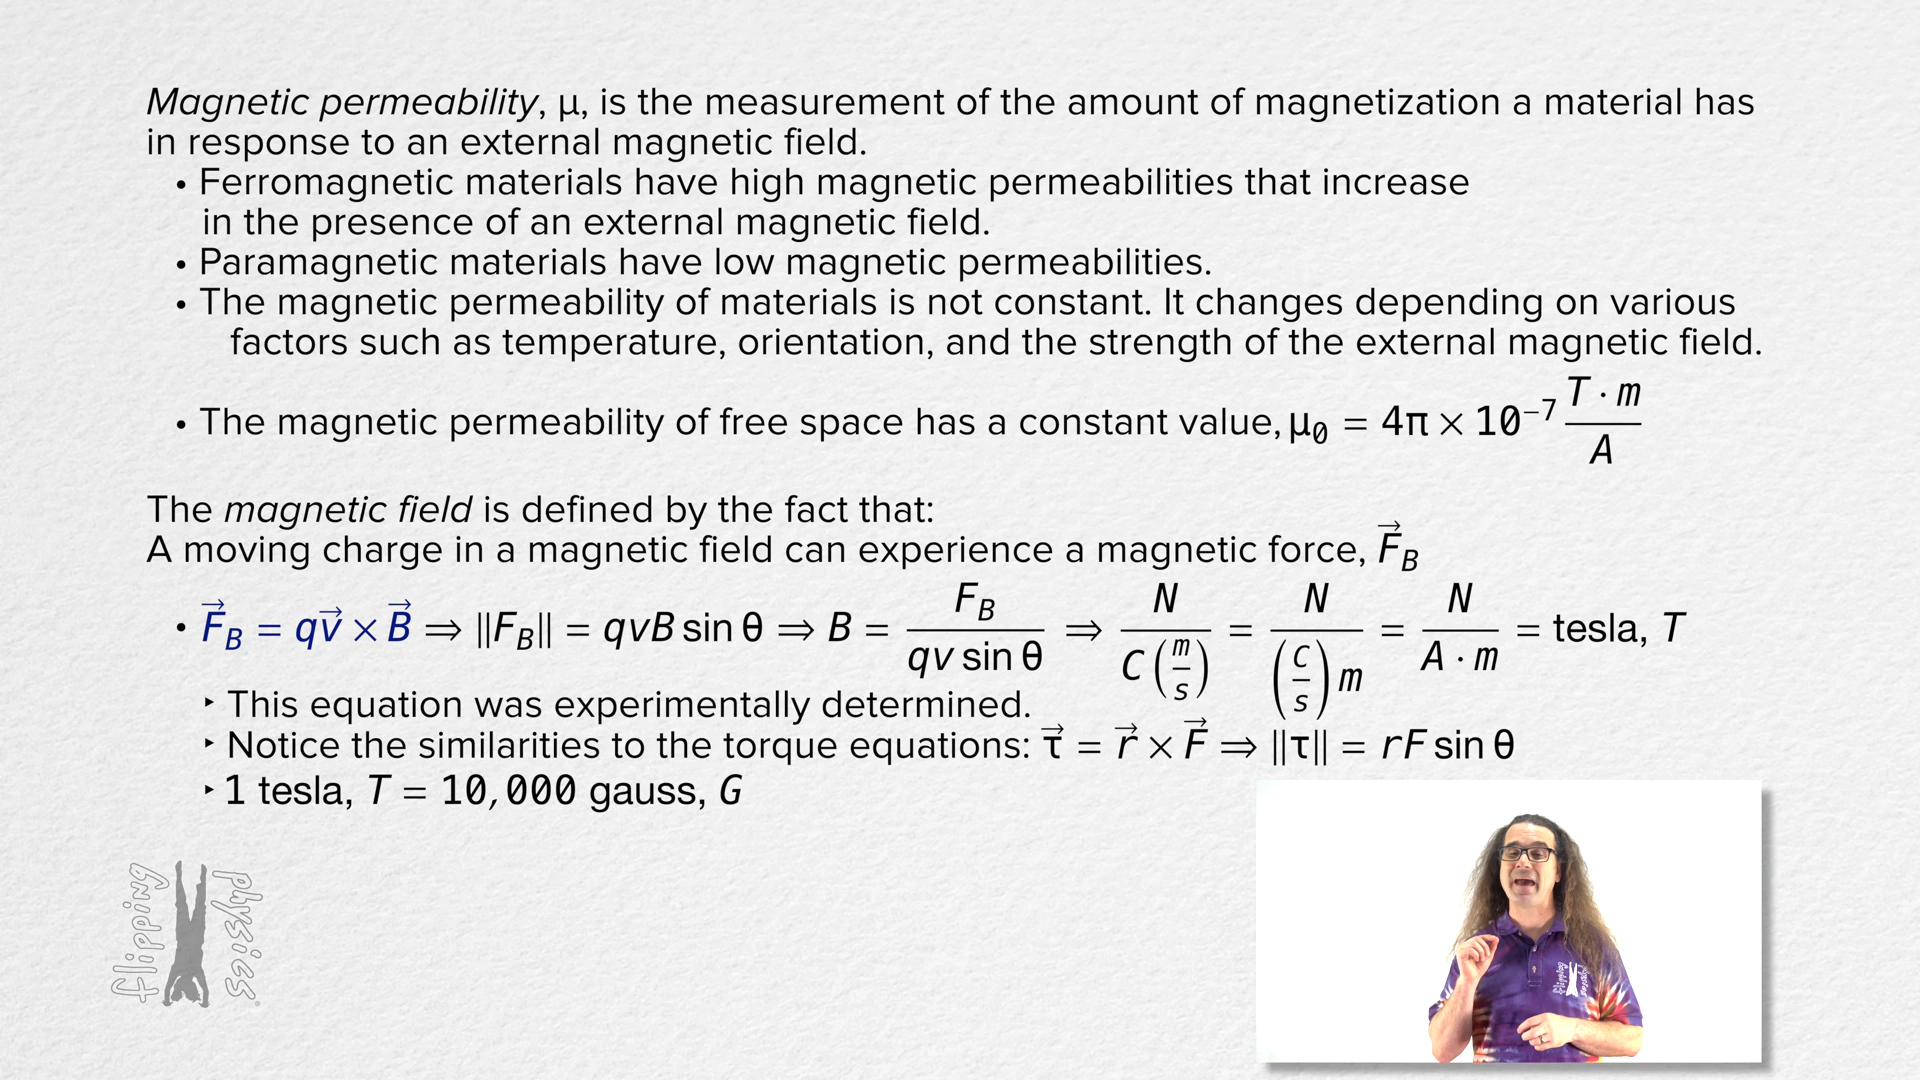 Magnetic permeability, μ, is the measurement of the amount of magnetization a material has
in response to an external magnetic field.
• Ferromagnetic materials have high magnetic permeabilities that increase
in the presence of an external magnetic field.
• Paramagnetic materials have low magnetic permeabilities.
• The magnetic permeability of materials is not constant. It changes depending on various
factors such as temperature, orientation, and the strength of the external magnetic field.
• The magnetic permeability of free space has a constant value, μ₀ = 4π × 10⁻⁷ T · m / A
The magnetic field is defined by the fact that:
A moving charge in a magnetic field can experience a magnetic force, F⃗_B
• F⃗_B = qv⃗ × B⃗ ⇒ ||F_B|| = qvB sin θ ⇒ B = F_B / (qv sin θ) ⇒ N / (C (m/s)) = N / ((C/s) m) = N / (A · m) = tesla, T
‣ This equation was experimentally determined.
‣ Notice the similarities to the torque equations: τ⃗ = r⃗ × F⃗ ⇒ ||τ|| = rF sin θ
‣ 1 tesla, T = 10,000 gauss, G
flipping physics
flipping physics